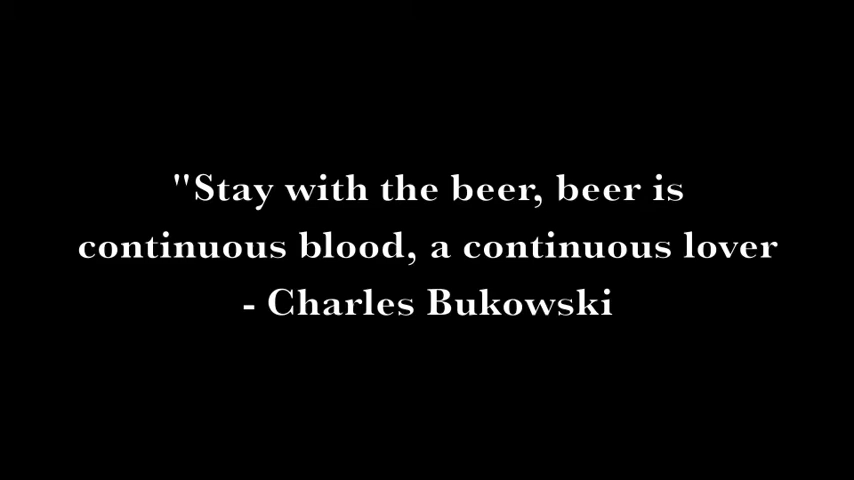 "Stay with the beer, beer is
continuous blood, a continuous lover
- Charles Bukowski